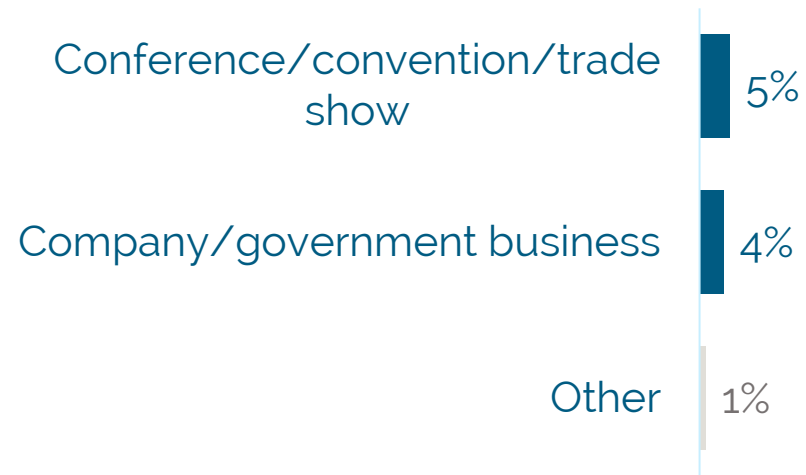 Conference/convention/trade
show
5%
Company/government business 4%
Other 1%